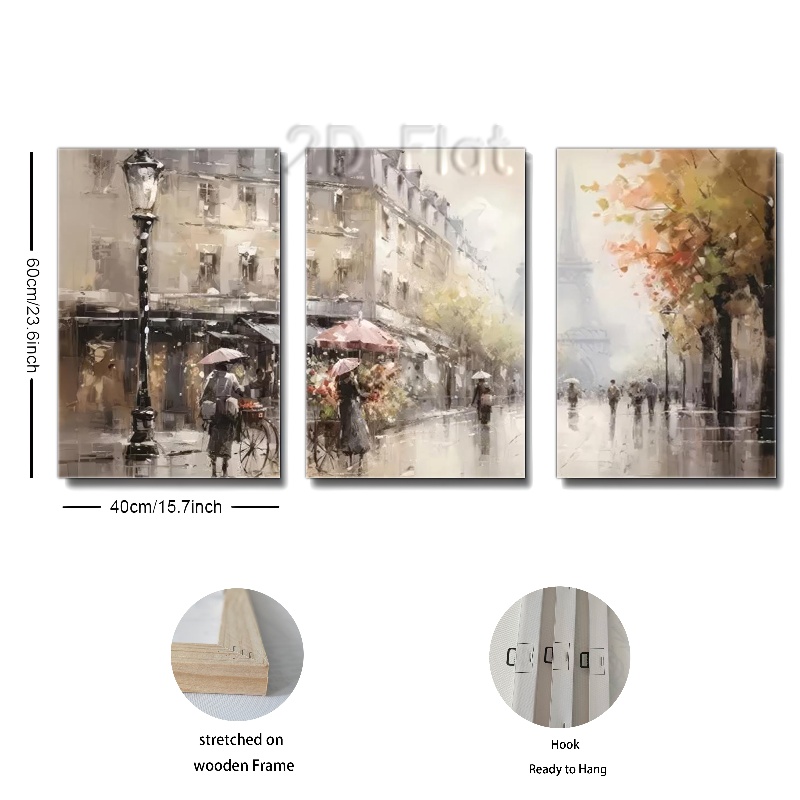 2D Flat
60cm/23.6inch
40cm/15.7inch
stretched on
wooden Frame
Hook
Ready to Hang